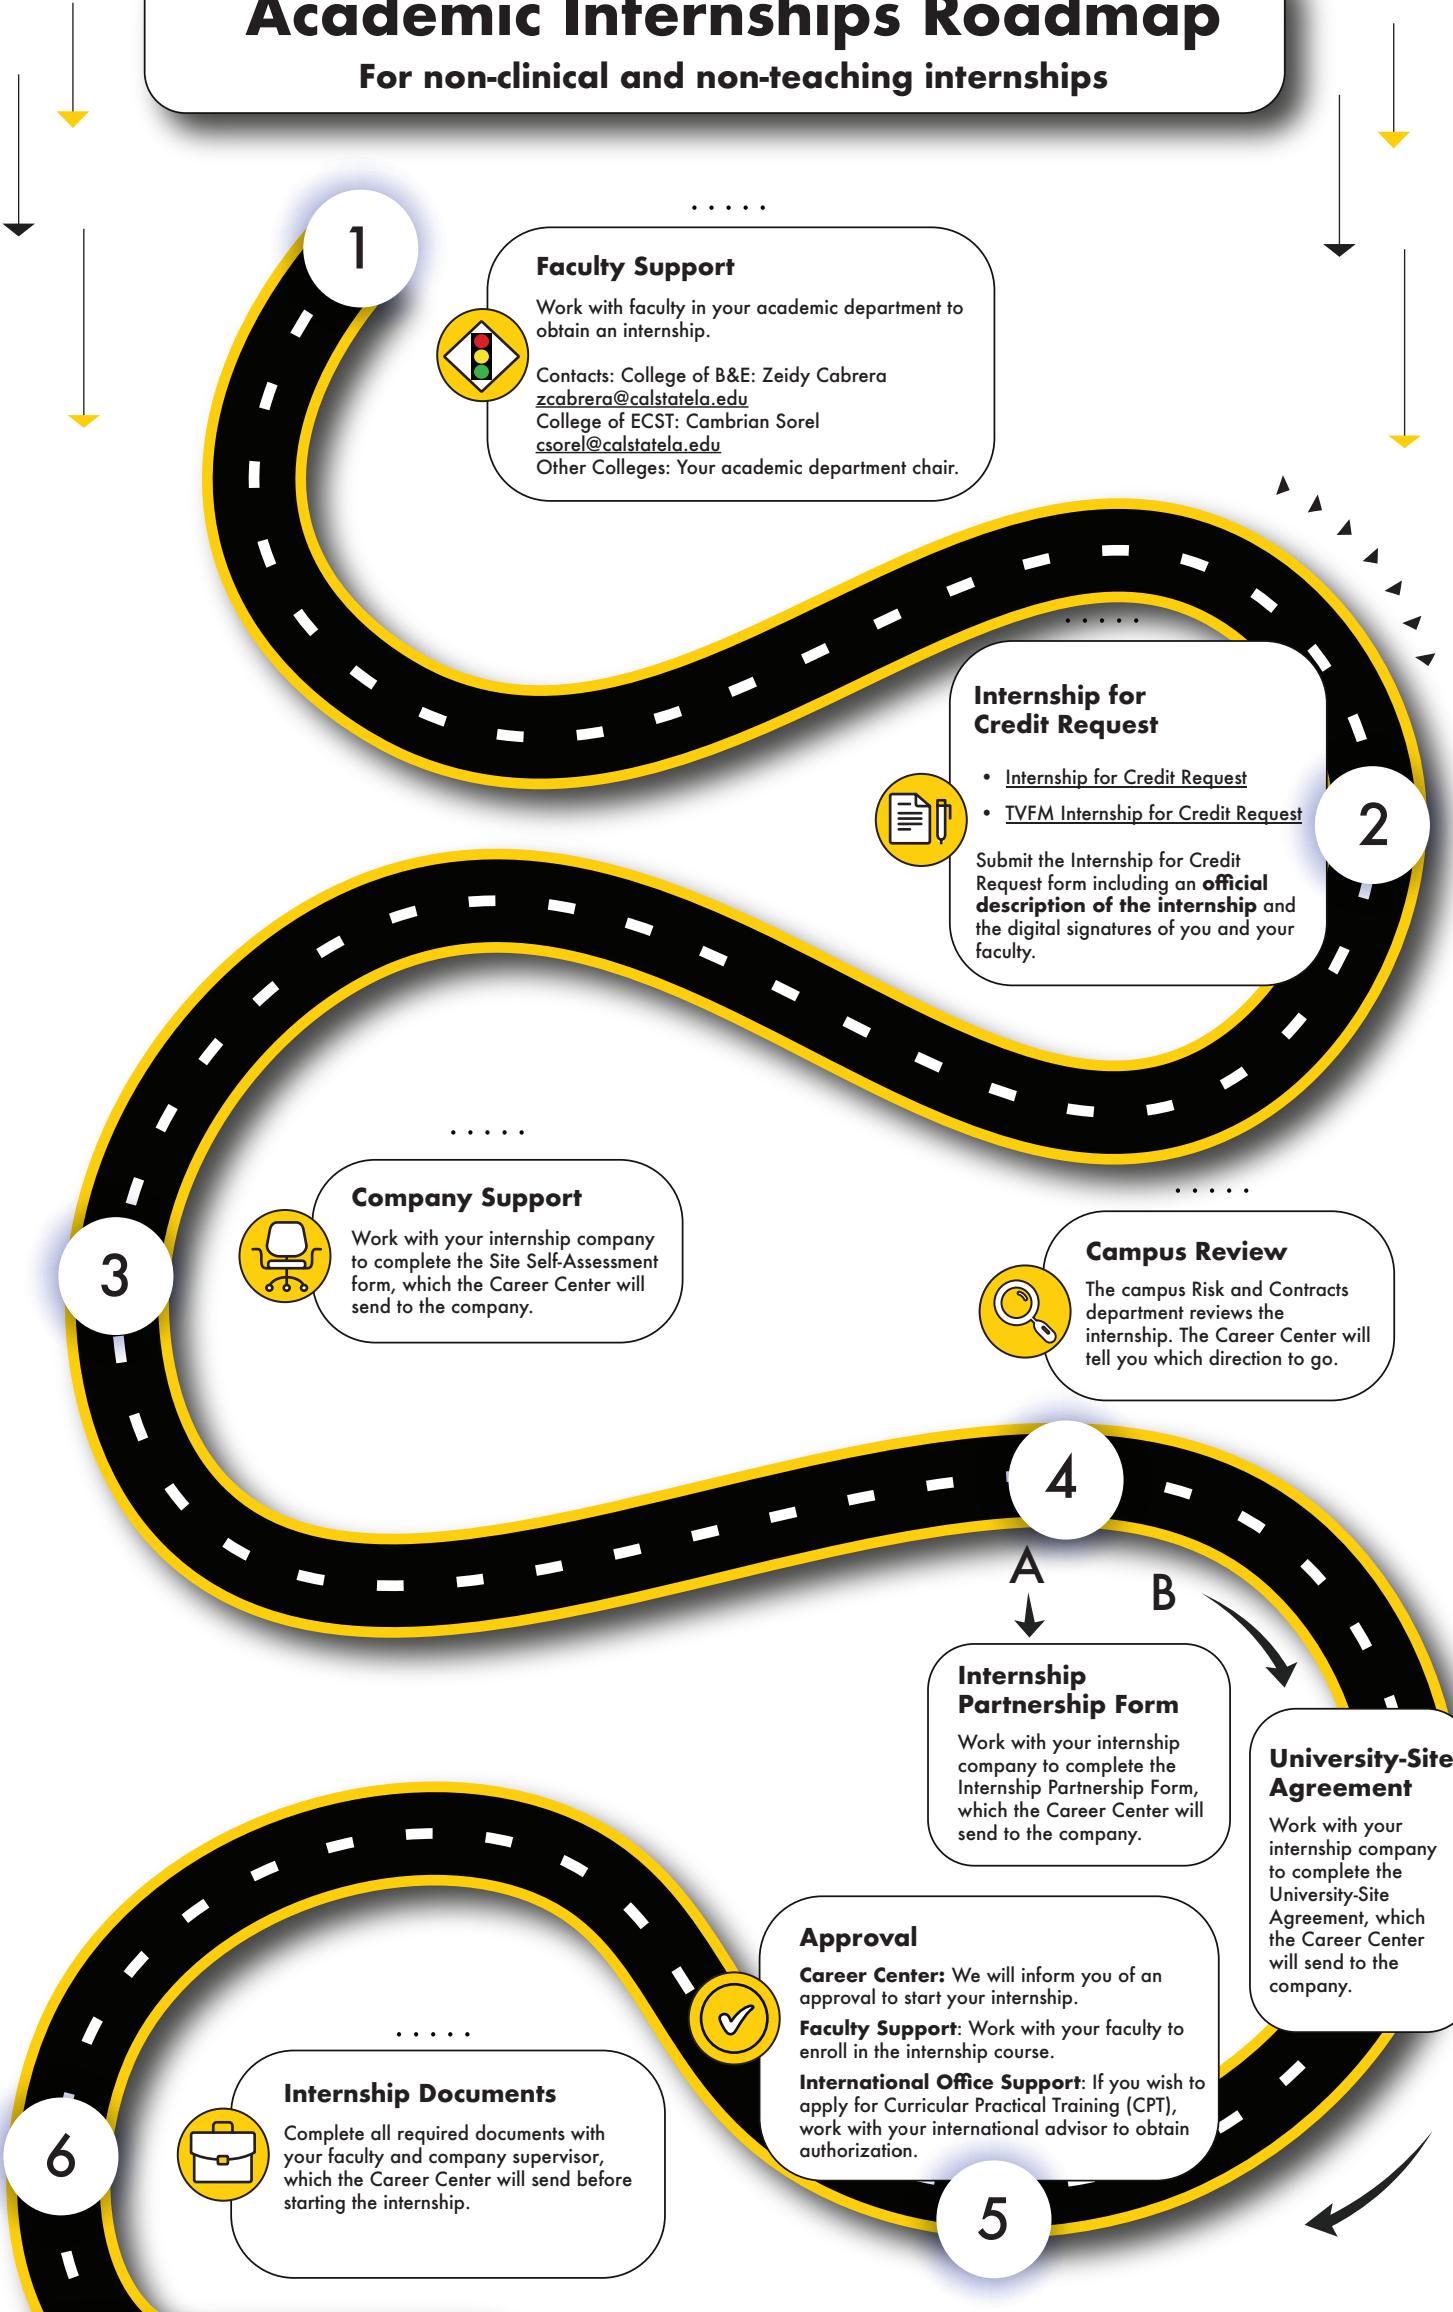 Academic Internships Roadmap
For non-clinical and non-teaching internships
1
Faculty Support
Work with faculty in your academic department to
obtain an internship.
Contacts: College of B&E: Zeidy Cabrera
zcabrera@calstatela.edu
College of ECST: Cambrian Sorel
csorel@calstatela.edu
Other Colleges: Your academic department chair.
Internship for
Credit Request
• Internship for Credit Request
• TVFM Internship for Credit Request
2
Submit the Internship for Credit
Request form including an official
description of the internship and
the digital signatures of you and your
faculty.
3
Company Support
Work with your internship company
to complete the Site Self-Assessment
form, which the Career Center will
send to the company.
Campus Review
The campus Risk and Contracts
department reviews the
internship. The Career Center will
tell you which direction to go.
4
A
B
Internship
Partnership Form
Work with your internship
company to complete the
Internship Partnership Form,
which the Career Center will
send to the company.
University-Site
Agreement
Work with your
internship company
to complete the
University-Site
Agreement, which
the Career Center
will send to the
company.
Approval
Career Center: We will inform you of an
approval to start your internship.
Faculty Support: Work with your faculty to
enroll in the internship course.
International Office Support: If you wish to
apply for Curricular Practical Training (CPT),
work with your international advisor to obtain
authorization.
5
6
Internship Documents
Complete all required documents with
your faculty and company supervisor,
which the Career Center will send before
starting the internship.